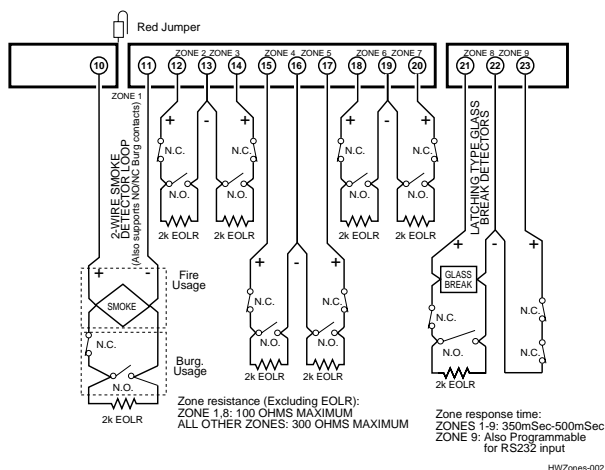 Red Jumper
ZONE 2 ZONE 3 ZONE 4 ZONE 5 ZONE 6 ZONE 7 ZONE 8 ZONE 9
10 11 12 13 14 15 16 17 18 19 20 21 22 23
ZONE 1
2-WIRE SMOKE
DETECTOR LOOP
(Also supports NO/NC Burg contacts)
LATCHING TYPE GLASS
BREAK DETECTORS
+ - + + - +
N.C. N.C. N.C. N.C.
N.O. N.O. N.O. N.O.
2k EOLR 2k EOLR 2k EOLR 2k EOLR
+ - + - + + - +
Fire
Usage
SMOKE
GLASS
BREAK
N.C. N.C. N.C. N.C.
Burg.
Usage
N.C. N.O. N.O. N.O. N.C.
N.O.
2k EOLR 2k EOLR 2k EOLR
2k EOLR
Zone resistance (Excluding EOLR):
ZONE 1,8: 100 OHMS MAXIMUM
ALL OTHER ZONES: 300 OHMS MAXIMUM
Zone response time:
ZONES 1-9: 350mSec-500mSec
ZONE 9: Also Programmable
for RS232 input
HWZones-002